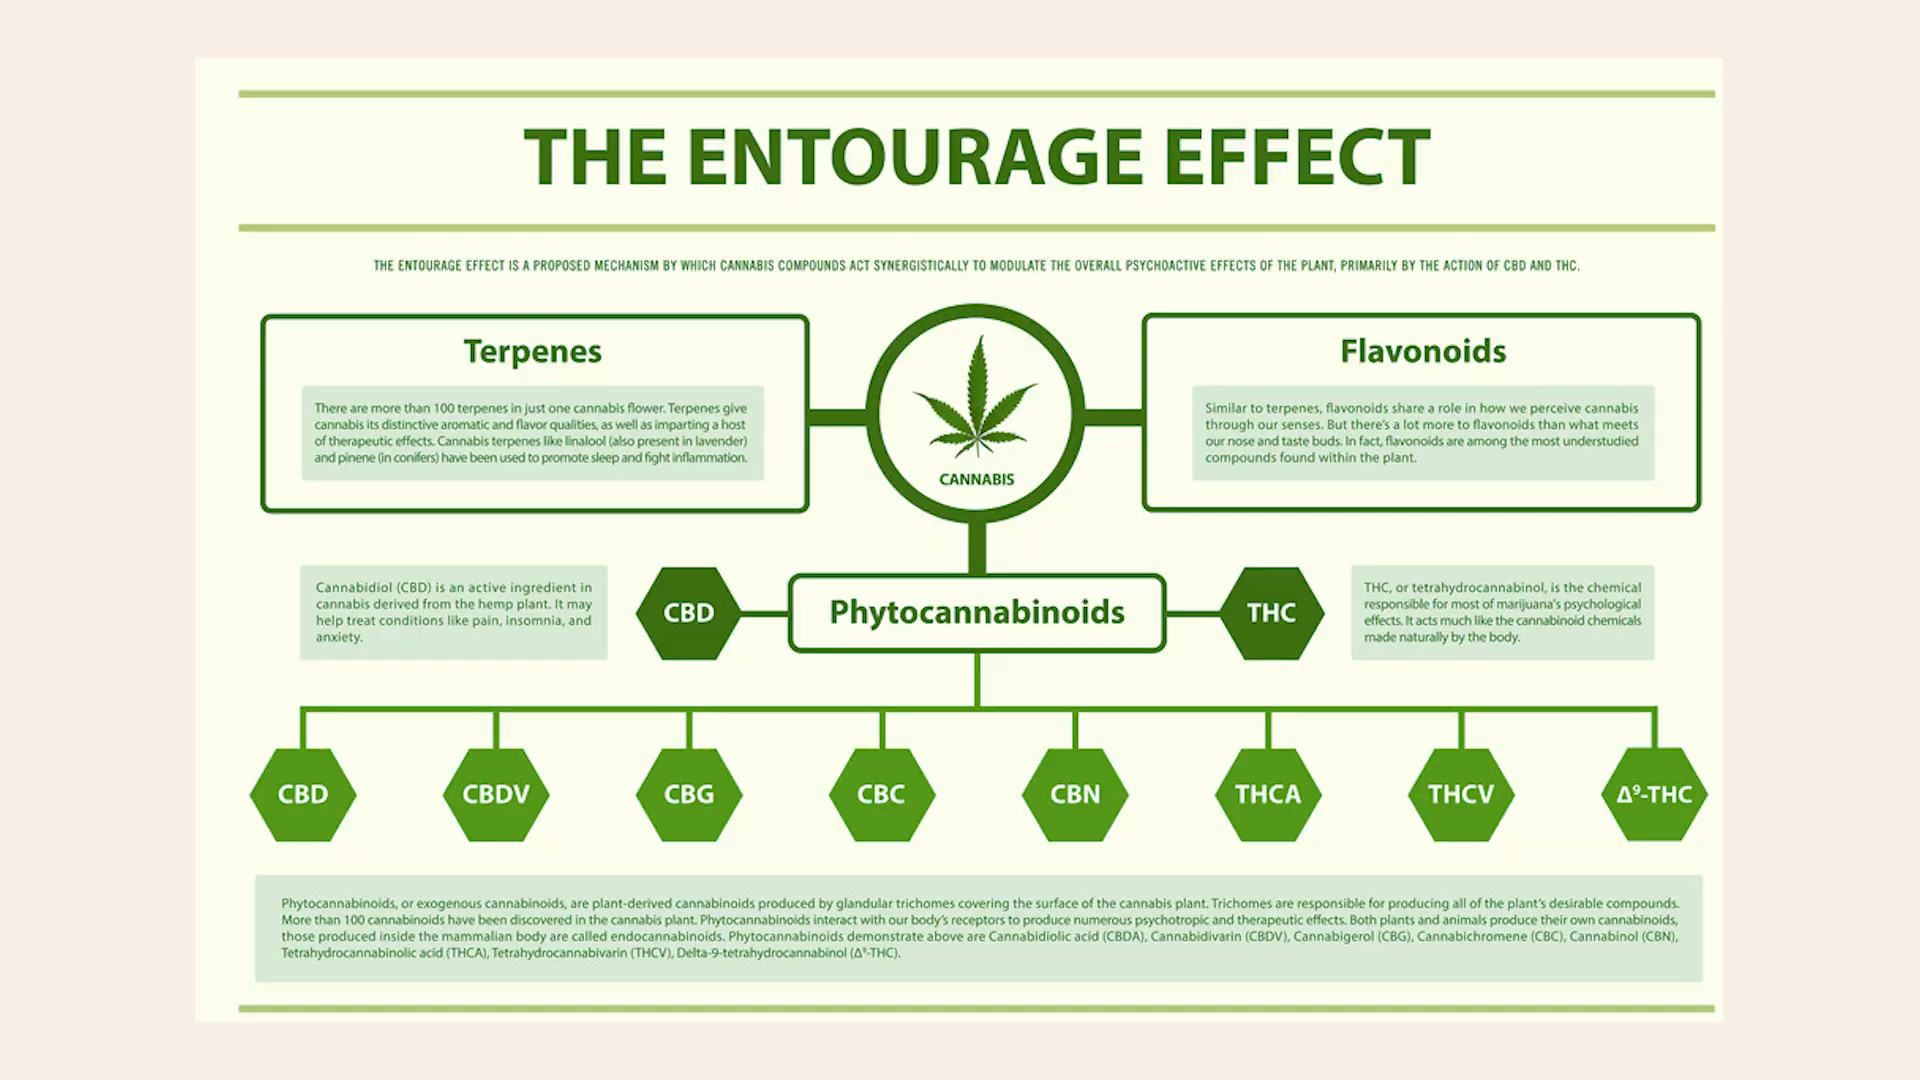 THE ENTOURAGE EFFECT
THE ENTOURAGE EFFECT IS A PROPOSED MECHANISM BY WHICH CANNABIS COMPOUNDS ACT SYNERGISTICALLY TO MODULATE THE OVERALL PSYCHOACTIVE EFFECTS OF THE PLANT, PRIMARILY BY THE ACTION OF CBD AND THC.
Terpenes
There are more than 100 terpenes in just one cannabis flower. Terpenes give
cannabis its distinctive aromatic and flavor qualities, as well as imparting a host
of therapeutic effects. Cannabis terpenes like linalool (also present in lavender)
and pinene (in conifers) have been used to promote sleep and fight inflammation.
CANNABIS
Flavonoids
Similar to terpenes, flavonoids share a role in how we perceive cannabis
through our senses. But there's a lot more to flavonoids than what meets
our nose and taste buds. In fact, flavonoids are among the most understudied
compounds found within the plant.
Cannabidiol (CBD) is an active ingredient in
cannabis derived from the hemp plant. It may
help treat conditions like pain, insomnia, and
anxiety.
CBD
Phytocannabinoids
THC
THC, or tetrahydrocannabinol, is the chemical
responsible for most of marijuana's psychological
effects. It acts much like the cannabinoid chemicals
made naturally by the body.
CBD
CBDV
CBG
CBC
CBN
THCA
THCV
Δ⁹-THC
Phytocannabinoids, or exogenous cannabinoids, are plant-derived cannabinoids produced by glandular trichomes covering the surface of the cannabis plant. Trichomes are responsible for producing all of the plant's desirable compounds.
More than 100 cannabinoids have been discovered in the cannabis plant. Phytocannabinoids interact with our body's receptors to produce numerous psychotropic and therapeutic effects. Both plants and animals produce their own cannabinoids,
those produced inside the mammalian body are called endocannabinoids. Phytocannabinoids demonstrate above are Cannabidiolic acid (CBDA), Cannabidivarin (CBDV), Cannabigerol (CBG), Cannabichromene (CBC), Cannabinol (CBN),
Tetrahydrocannabinolic acid (THCA), Tetrahydrocannabivarin (THCV), Delta-9-tetrahydrocannabinol (Δ⁹-THC).